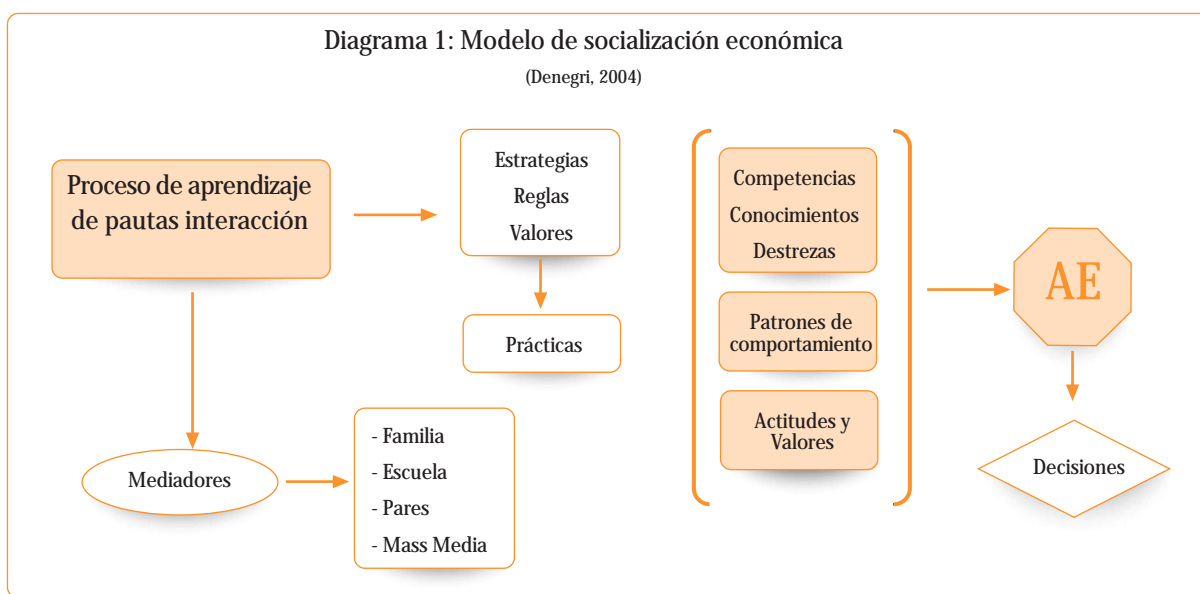 Diagrama 1: Modelo de socialización económica
(Denegri, 2004)
Proceso de aprendizaje
de pautas interacción
Estrategias
Reglas
Valores
Prácticas
Mediadores
- Familia
- Escuela
- Pares
- Mass Media
Competencias
Conocimientos
Destrezas
Patrones de
comportamiento
Actitudes y
Valores
AE
Decisiones